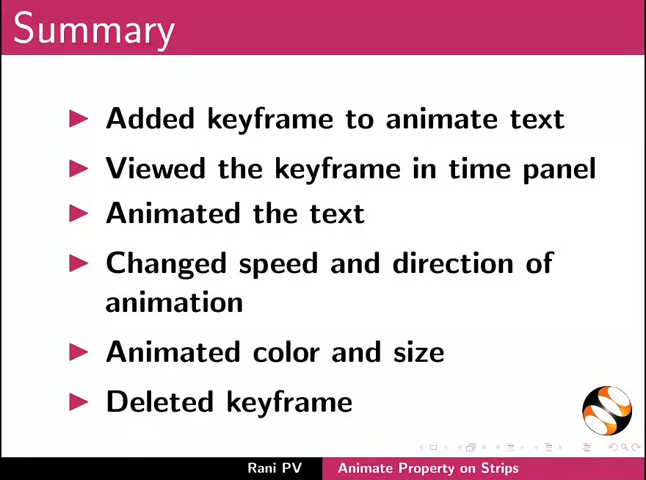 Summary
Added keyframe to animate text
Viewed the keyframe in time panel
Animated the text
Changed speed and direction of
animation
Animated color and size
Deleted keyframe
Rani PV Animate Property on Strips